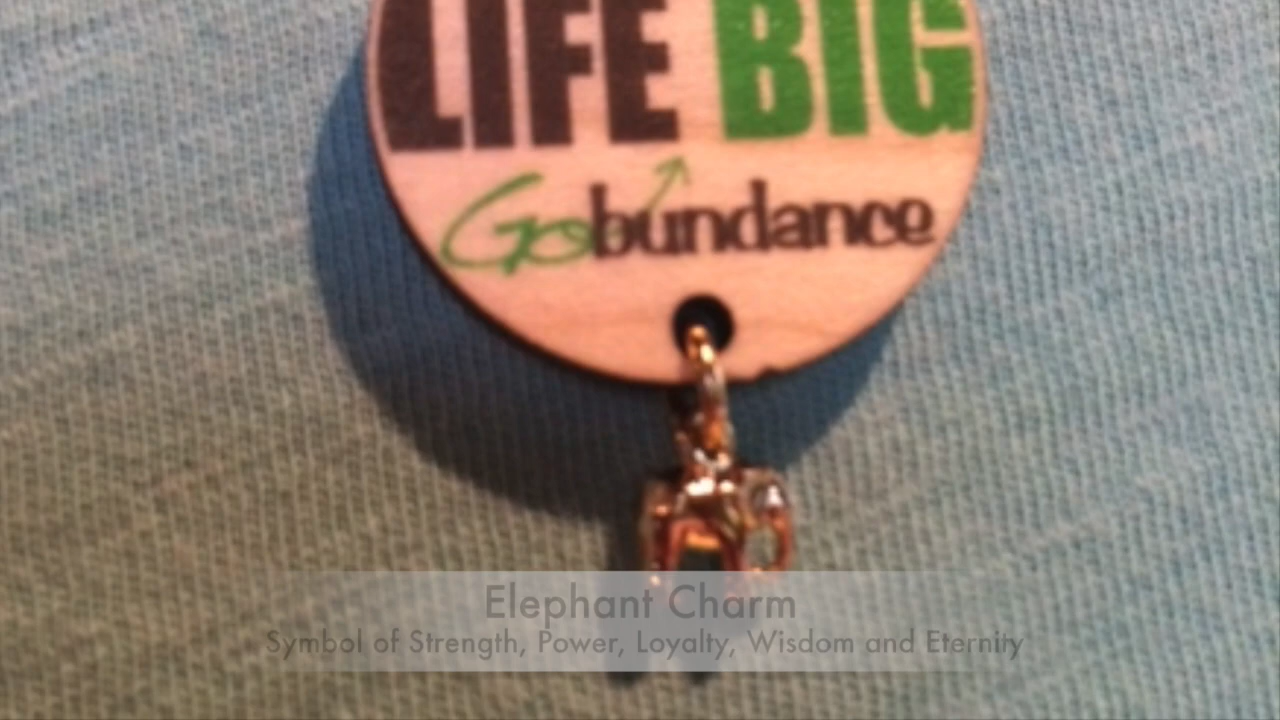 LIFE BIG
Gobundance
Elephant Charm
Symbol of Strength, Power, Loyalty, Wisdom and Eternity